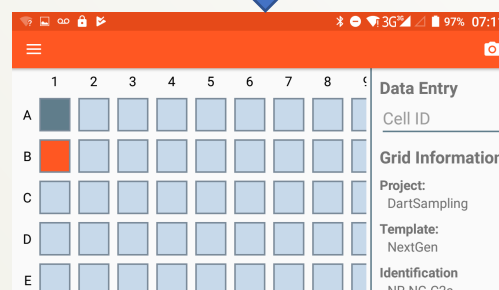 3G 97% 07:1
1 2 3 4 5 6 7 8
A
B
C
D
E
Data Entry
Cell ID
Grid Information
Project:
DartSampling
Template:
NextGen
Identification